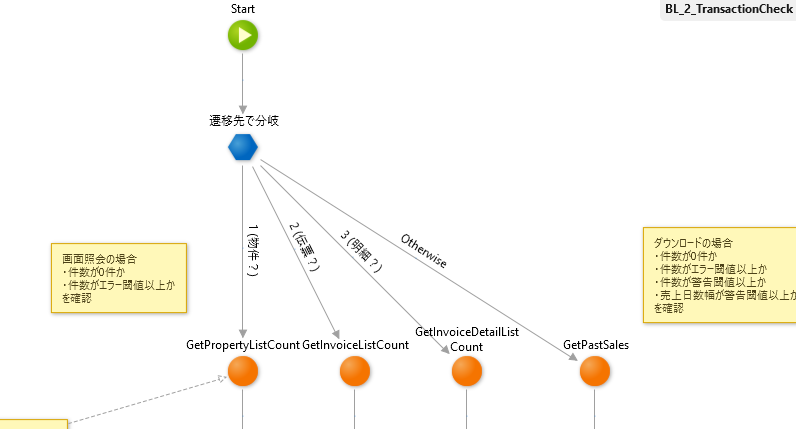 Start
BL_2_TransactionCheck
遷移先で分岐
1 (物件？)
2 (伝票？)
3 (明細？)
Otherwise
画面照会の場合
・件数が0件か
・件数がエラー閾値以上か
を確認
ダウンロードの場合
・件数が0件か
・件数がエラー閾値以上か
・件数が警告閾値以上か
・売上日数幅が警告閾値以上か
を確認
GetPropertyListCount
GetInvoiceListCount
GetInvoiceDetailList
Count
GetPastSales